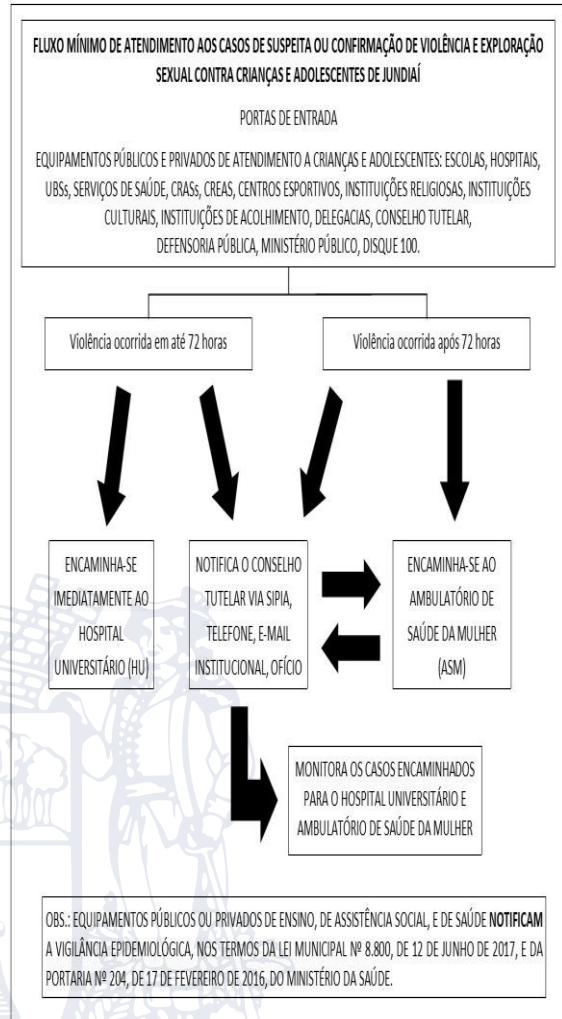 FLUXO MÍNIMO DE ATENDIMENTO AOS CASOS DE SUSPEITA OU CONFIRMAÇÃO DE VIOLÊNCIA E EXPLORAÇÃO
SEXUAL CONTRA CRIANÇAS E ADOLESCENTES DE JUNDIAÍ
PORTAS DE ENTRADA
EQUIPAMENTOS PÚBLICOS E PRIVADOS DE ATENDIMENTO A CRIANÇAS E ADOLESCENTES: ESCOLAS, HOSPITAIS,
UBSs, SERVIÇOS DE SAÚDE, CRASs, CREAS, CENTROS ESPORTIVOS, INSTITUIÇÕES RELIGIOSAS, INSTITUIÇÕES
CULTURAIS, INSTITUIÇÕES DE ACOLHIMENTO, DELEGACIAS, CONSELHO TUTELAR,
DEFENSORIA PÚBLICA, MINISTÉRIO PÚBLICO, DISQUE 100.
Violência ocorrida em até 72 horas
Violência ocorrida após 72 horas
ENCAMINHA-SE
IMEDIATAMENTE AO
HOSPITAL
UNIVERSITÁRIO (HU)
NOTIFICA O CONSELHO
TUTELAR VIA SIPIA,
TELEFONE, E-MAIL
INSTITUCIONAL, OFÍCIO
ENCAMINHA-SE AO
AMBULATÓRIO DE
SAÚDE DA MULHER
(ASM)
MONITORA OS CASOS ENCAMINHADOS
PARA O HOSPITAL UNIVERSITÁRIO E
AMBULATÓRIO DE SAÚDE DA MULHER
OBS.: EQUIPAMENTOS PÚBLICOS OU PRIVADOS DE ENSINO, DE ASSISTÊNCIA SOCIAL, E DE SAÚDE NOTIFICAM
A VIGILÂNCIA EPIDEMIOLÓGICA, NOS TERMOS DA LEI MUNICIPAL Nº 8.800, DE 12 DE JUNHO DE 2017, E DA
PORTARIA Nº 204, DE 17 DE FEVEREIRO DE 2016, DO MINISTÉRIO DA SAÚDE.